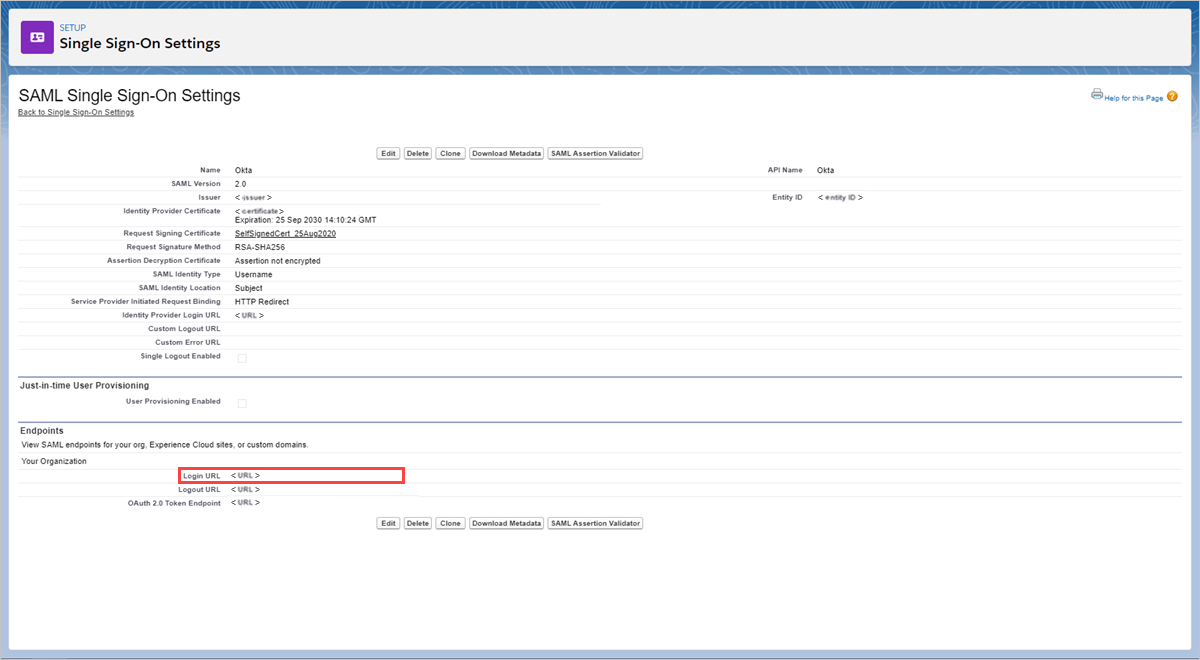 SETUP
Single Sign-On Settings
SAML Single Sign-On Settings
Help for this Page ?
Back to Single Sign-On Settings
Edit Delete Clone Download Metadata SAML Assertion Validator
Name Okta API Name Okta
SAML Version 2.0
Issuer < issuer > Entity ID < entity ID >
Identity Provider Certificate < certificate>
Expiration: 25 Sep 2030 14:10:24 GMT
Request Signing Certificate SelfSignedCert_25Aug2020
Request Signature Method RSA-SHA256
Assertion Decryption Certificate Assertion not encrypted
SAML Identity Type Username
SAML Identity Location Subject
Service Provider Initiated Request Binding HTTP Redirect
Identity Provider Login URL < URL >
Custom Logout URL
Custom Error URL
Single Logout Enabled
Just-in-time User Provisioning
User Provisioning Enabled
Endpoints
View SAML endpoints for your org, Experience Cloud sites, or custom domains.
Your Organization
Login URL < URL >
Logout URL < URL >
OAuth 2.0 Token Endpoint < URL >
Edit Delete Clone Download Metadata SAML Assertion Validator